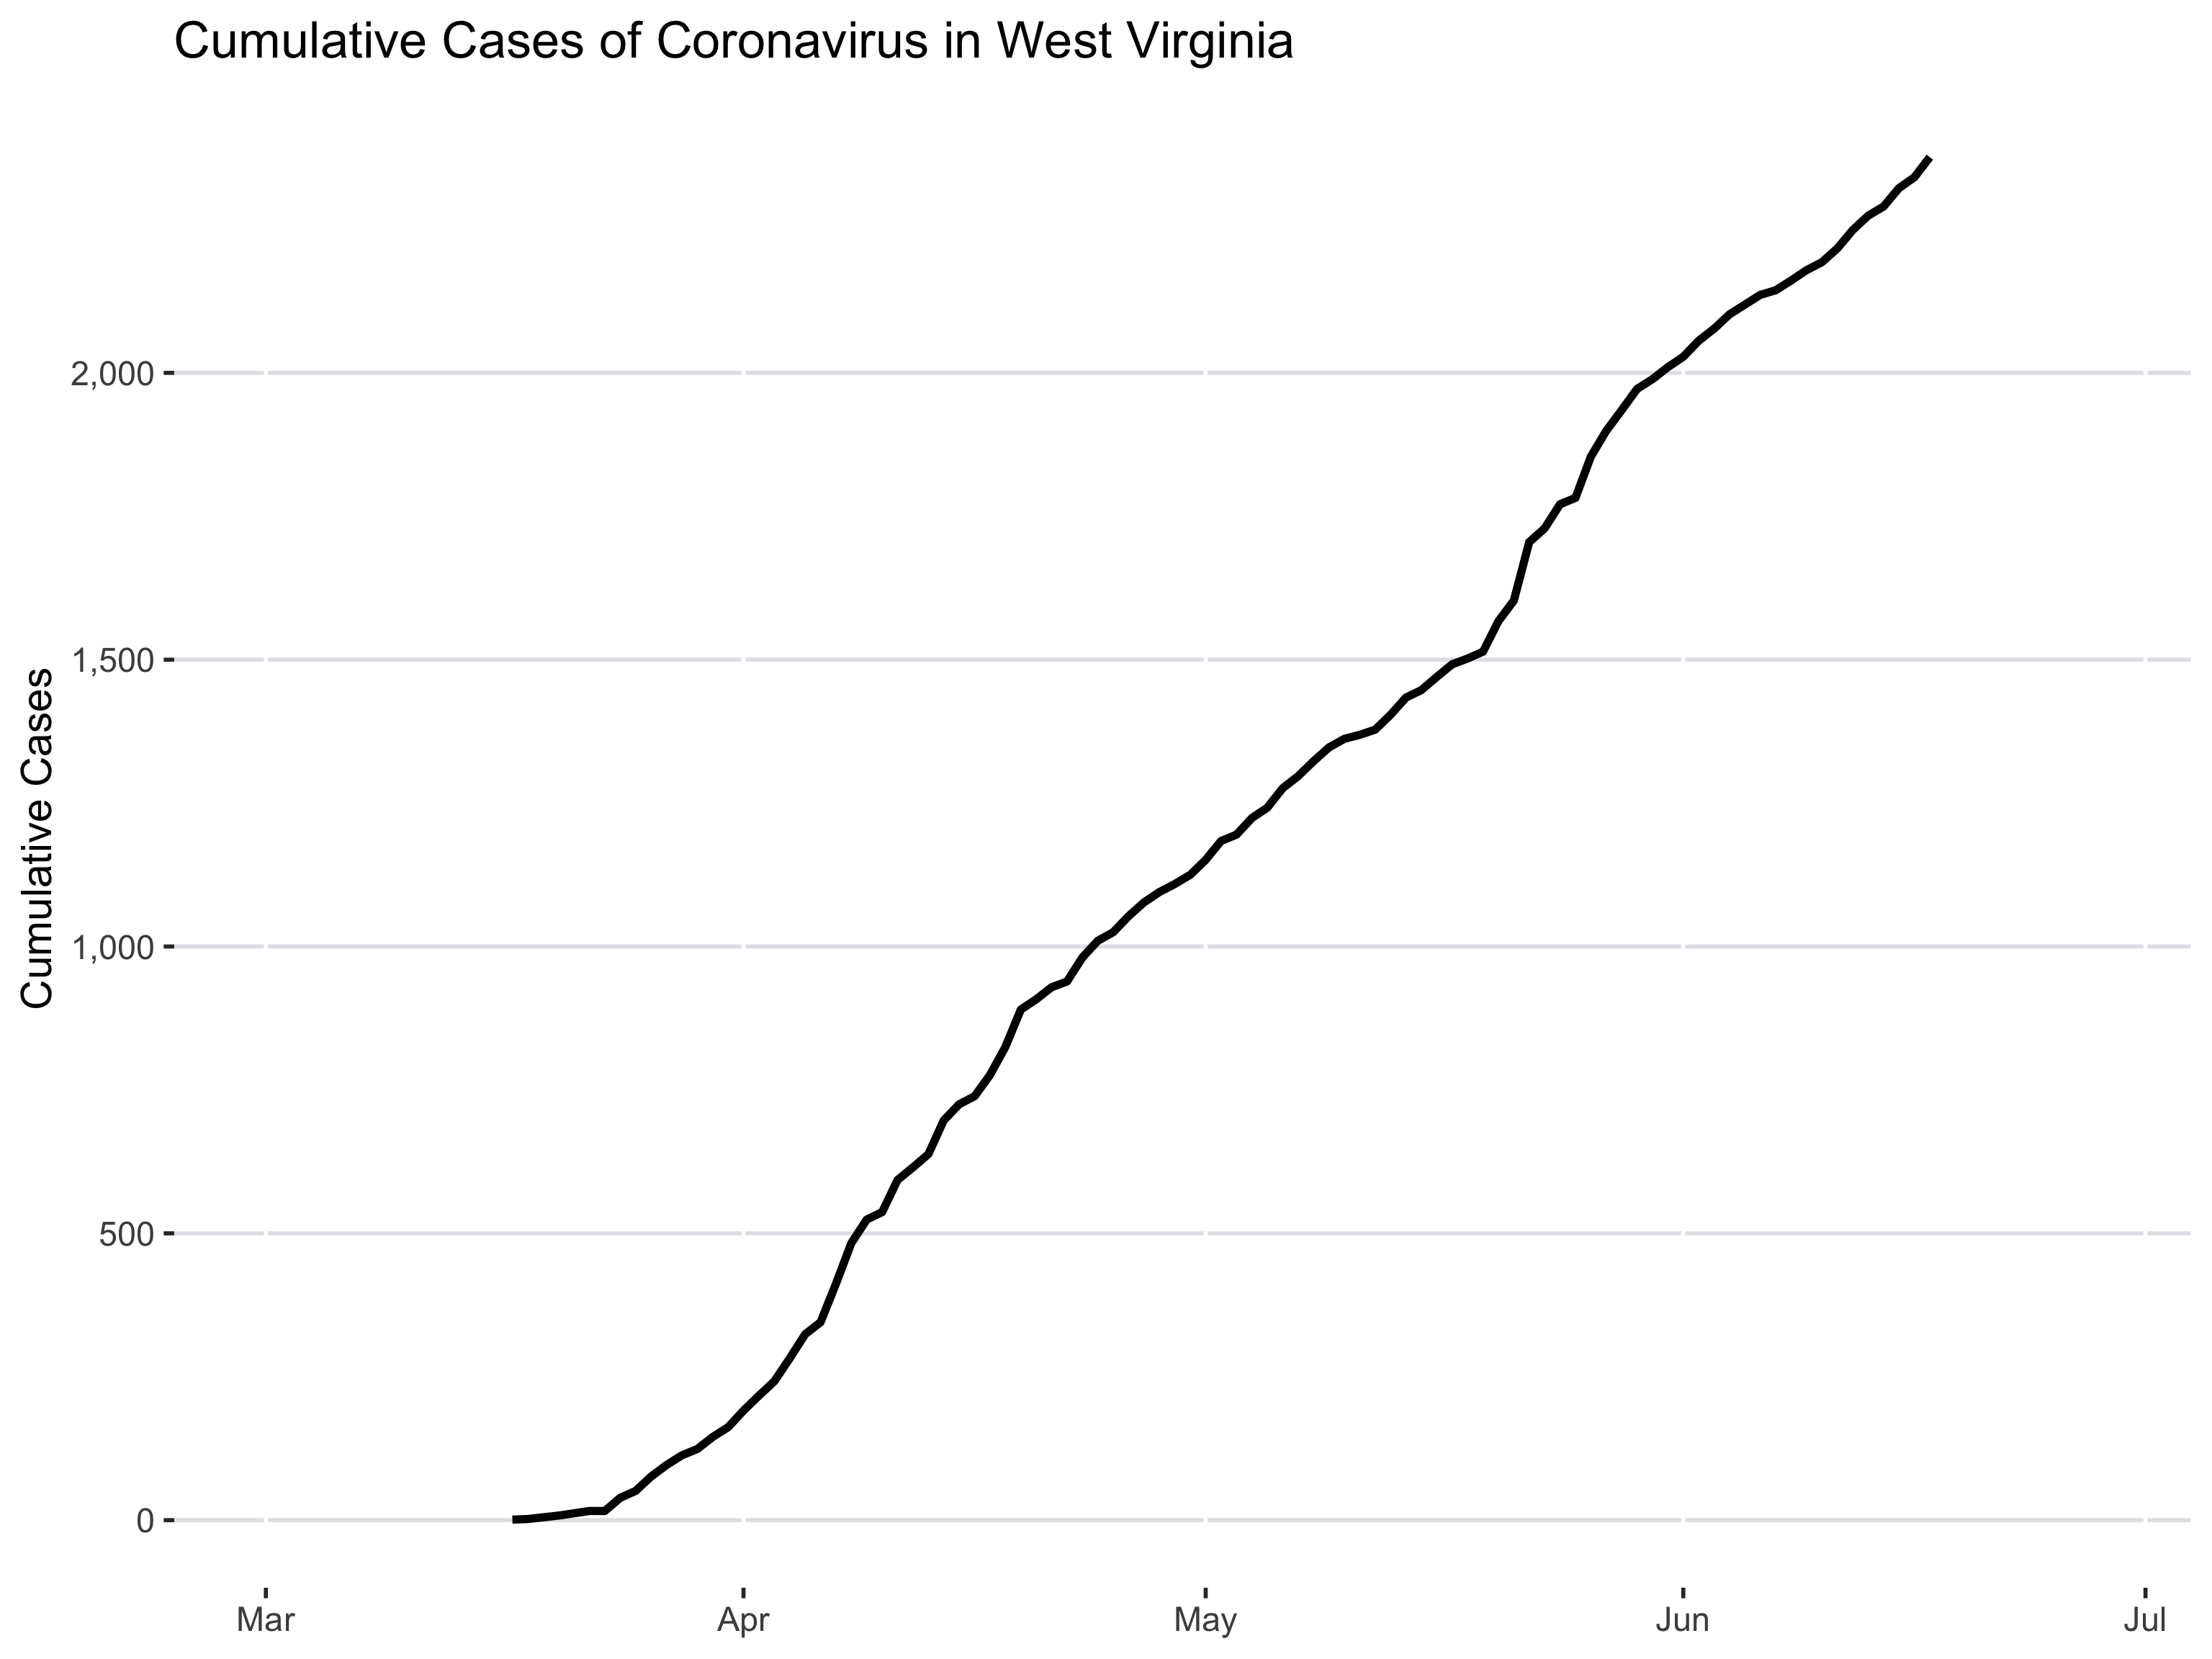 Cumulative Cases of Coronavirus in West Virginia
Cumulative Cases
2,000
1,500
1,000
500
0
Mar Apr May Jun Jul